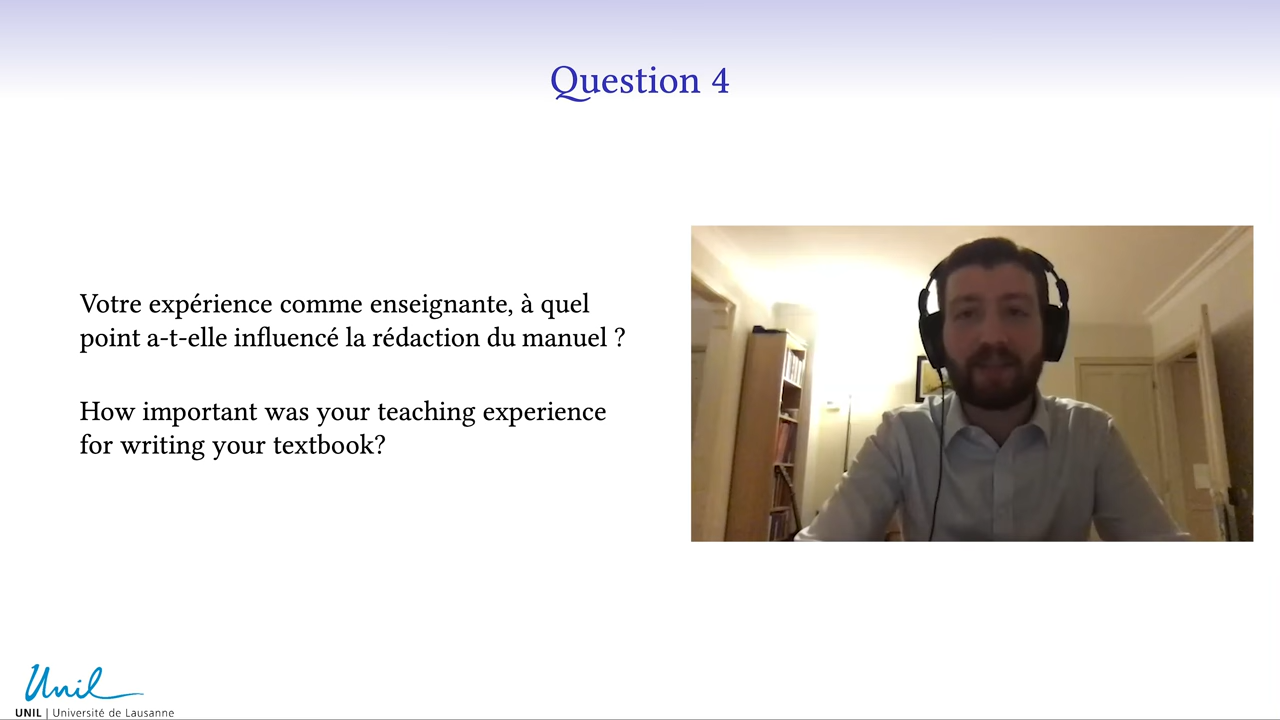 Question 4
Votre expérience comme enseignante, à quel
point a-t-elle influencé la rédaction du manuel ?
How important was your teaching experience
for writing your textbook?
Unil
UNIL | Université de Lausanne